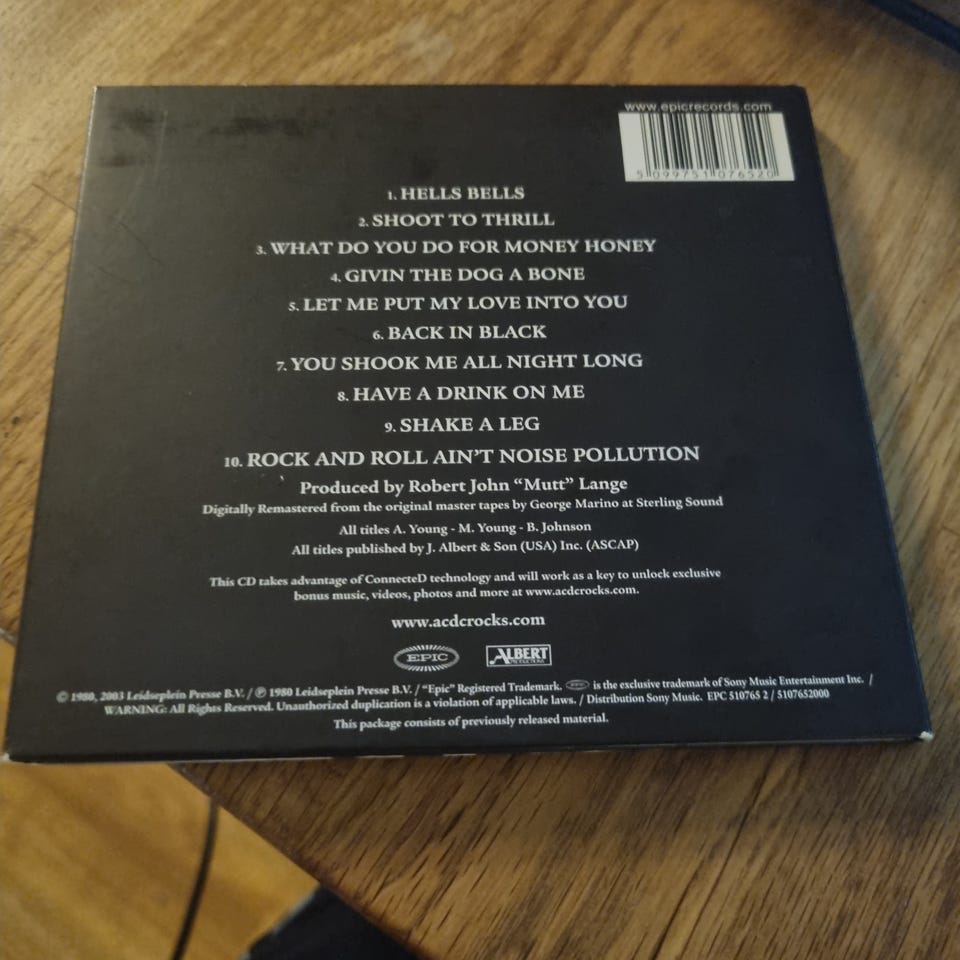 www.epicrecords.com
5 099751 076520
1. HELLS BELLS
2. SHOOT TO THRILL
3. WHAT DO YOU DO FOR MONEY HONEY
4. GIVIN THE DOG A BONE
5. LET ME PUT MY LOVE INTO YOU
6. BACK IN BLACK
7. YOU SHOOK ME ALL NIGHT LONG
8. HAVE A DRINK ON ME
9. SHAKE A LEG
10. ROCK AND ROLL AIN'T NOISE POLLUTION
Produced by Robert John “Mutt” Lange
Digitally Remastered from the original master tapes by George Marino at Sterling Sound
All titles A. Young - M. Young - B. Johnson
All titles published by J. Albert & Son (USA) Inc. (ASCAP)
This CD takes advantage of ConnecteD technology and will work as a key to unlock exclusive
bonus music, videos, photos and more at www.acdcrocks.com.
www.acdcrocks.com
EPIC ALBERT PRODUCTIONS
© 1980, 2003 Leidseplein Presse B.V. / ℗ 1980 Leidseplein Presse B.V. / “Epic” Registered Trademark. EPIC is the exclusive trademark of Sony Music Entertainment Inc. /
WARNING: All Rights Reserved. Unauthorized duplication is a violation of applicable laws. / Distribution Sony Music. EPC 510765 2 / 5107652000
This package consists of previously released material.